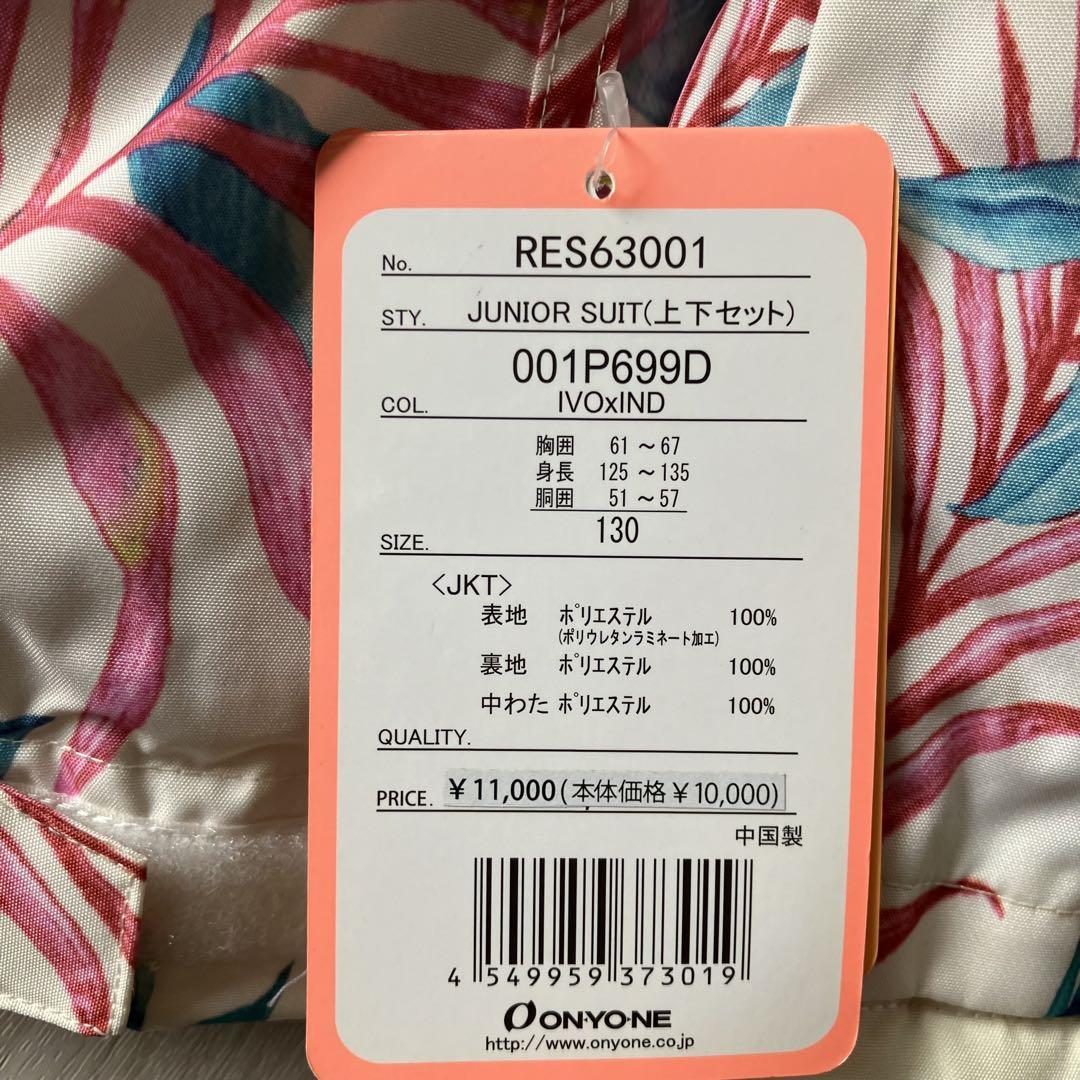 No. RES63001
STY. JUNIOR SUIT(上下セット)
001P699D
COL. IVOxIND
胸囲 61～67
身長 125～135
胴囲 51～57
SIZE. 130
<JKT>
表地 ポリエステル 100%
(ポリウレタンラミネート加工)
裏地 ポリエステル 100%
中わた ポリエステル 100%
QUALITY.
PRICE. ￥11,000(本体価格￥10,000)
中国製
4 549959 373019
ON・YO・NE
http://www.onyone.co.jp